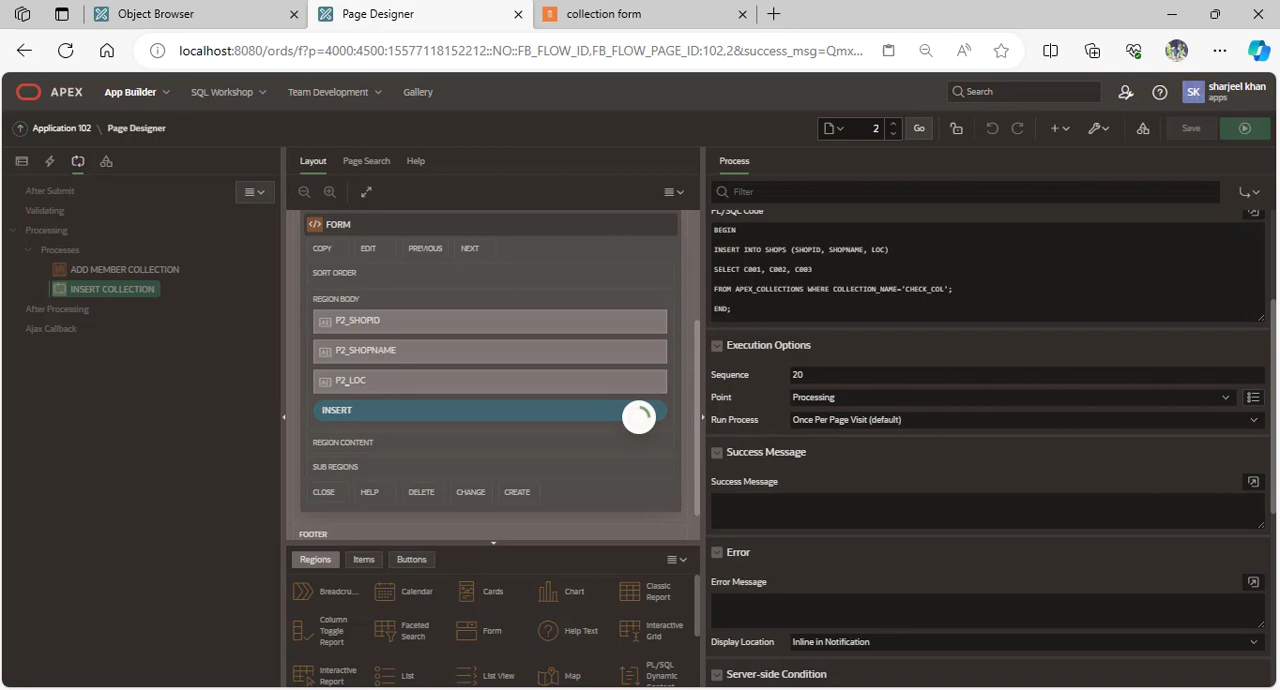 Object Browser
Page Designer
collection form
localhost:8080/ords/f?p=4000:4500:15577118152212::NO::FB_FLOW_ID,FB_FLOW_PAGE_ID:102,2&success_msg=Qmx...
APEX
App Builder
SQL Workshop
Team Development
Gallery
Search
SK
sharjeel khan
apps
Application 102
\
Page Designer
2
Go
Save
After Submit
Validating
Processing
Processes
ADD MEMBER COLLECTION
INSERT COLLECTION
After Processing
Ajax Callback
Layout
Page Search
Help
FORM
COPY
EDIT
PREVIOUS
NEXT
SORT ORDER
REGION BODY
P2_SHOPID
P2_SHOPNAME
P2_LOC
INSERT
REGION CONTENT
SUB REGIONS
CLOSE
HELP
DELETE
CHANGE
CREATE
FOOTER
Regions
Items
Buttons
Breadcru...
Calendar
Cards
Chart
Classic
Report
Column
Toggle
Report
Faceted
Search
Form
Help Text
Interactive
Grid
Interactive
Report
List
List View
Map
PL/SQL
Dynamic
Content
Process
Filter
PL/SQL Code
BEGIN
INSERT INTO SHOPS (SHOPID, SHOPNAME, LOC)
SELECT C001, C002, C003
FROM APEX_COLLECTIONS WHERE COLLECTION_NAME='CHECK_COL';
END;
Execution Options
Sequence
20
Point
Processing
Run Process
Once Per Page Visit (default)
Success Message
Success Message
Error
Error Message
Display Location
Inline in Notification
Server-side Condition